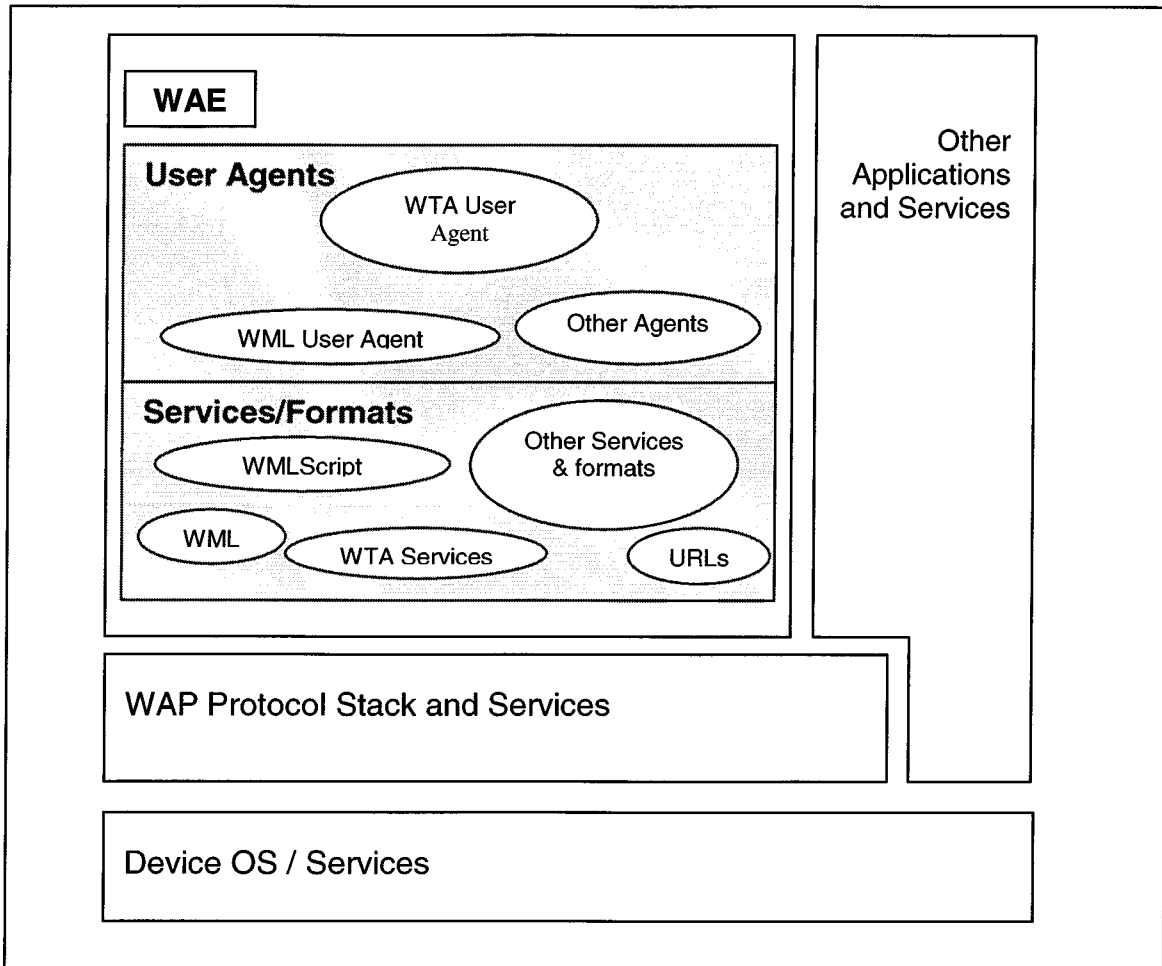 WAE
User Agents
WTA User
Agent
WML User Agent
Other Agents
Services/Formats
WMLScript
Other Services
& formats
WML
WTA Services
URLs
Other
Applications
and Services
WAP Protocol Stack and Services
Device OS / Services